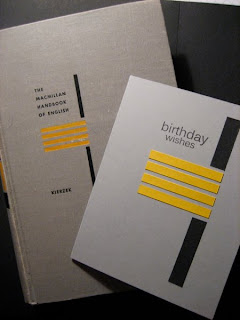 THE
MACMILLAN
HANDBOOK
OF ENGLISH
KIERZEK
birthday
wishes